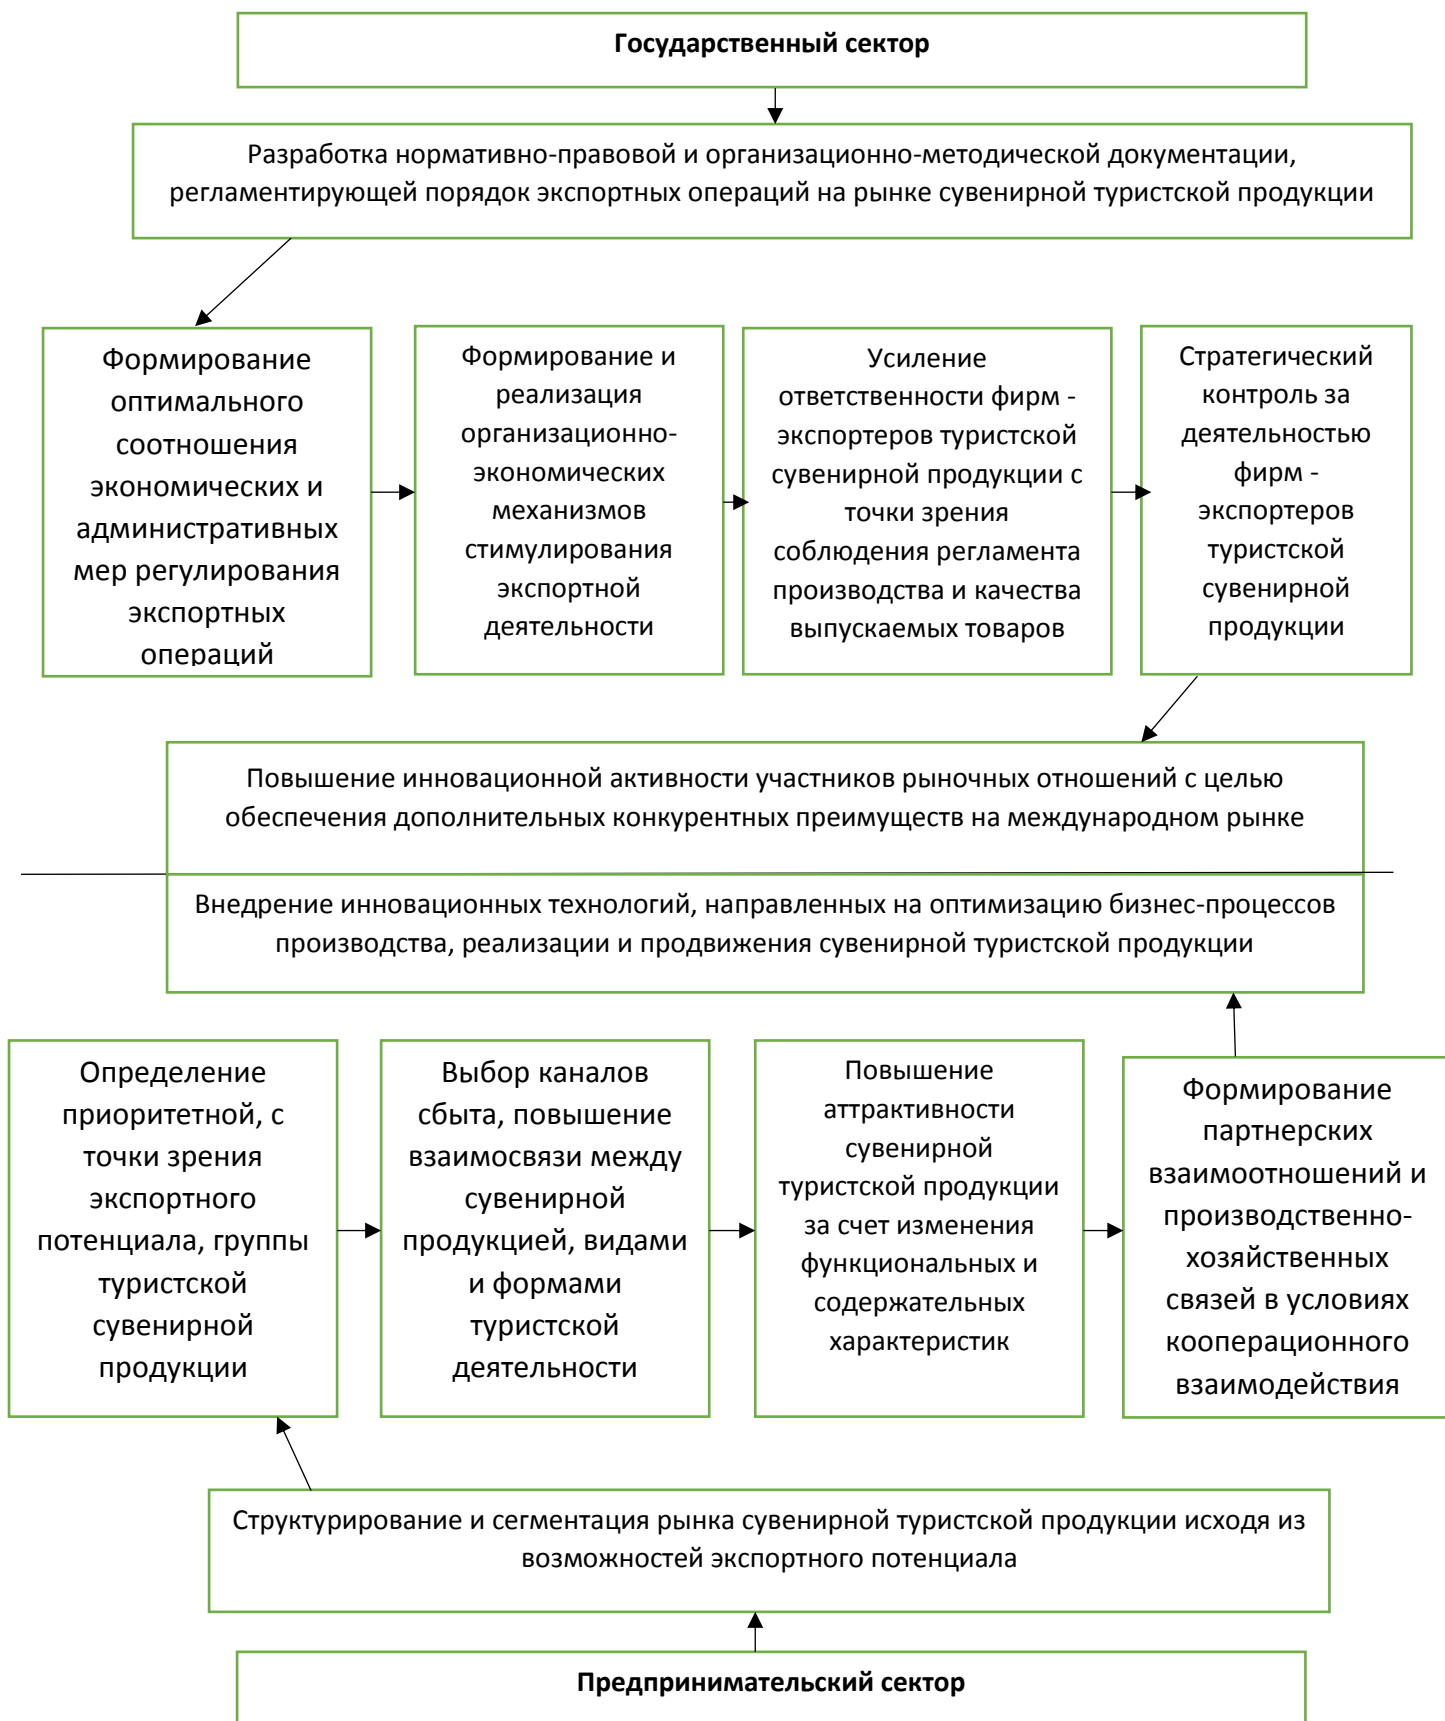 Государственный сектор
Разработка нормативно-правовой и организационно-методической документации,
регламентирующей порядок экспортных операций на рынке сувенирной туристской продукции
Формирование
оптимального
соотношения
экономических и
административных
мер регулирования
экспортных
операций
Формирование и
реализация
организационно-
экономических
механизмов
стимулирования
экспортной
деятельности
Усиление
ответственности фирм -
экспортеров туристской
сувенирной продукции с
точки зрения
соблюдения регламента
производства и качества
выпускаемых товаров
Стратегический
контроль за
деятельностью
фирм -
экспортеров
туристской
сувенирной
продукции
Повышение инновационной активности участников рыночных отношений с целью
обеспечения дополнительных конкурентных преимуществ на международном рынке
Внедрение инновационных технологий, направленных на оптимизацию бизнес-процессов
производства, реализации и продвижения сувенирной туристской продукции
Определение
приоритетной, с
точки зрения
экспортного
потенциала, группы
туристской
сувенирной
продукции
Выбор каналов
сбыта, повышение
взаимосвязи между
сувенирной
продукцией, видами
и формами
туристской
деятельности
Повышение
аттрактивности
сувенирной
туристской продукции
за счет изменения
функциональных и
содержательных
характеристик
Формирование
партнерских
взаимоотношений и
производственно-
хозяйственных
связей в условиях
кооперационного
взаимодействия
Структурирование и сегментация рынка сувенирной туристской продукции исходя из
возможностей экспортного потенциала
Предпринимательский сектор